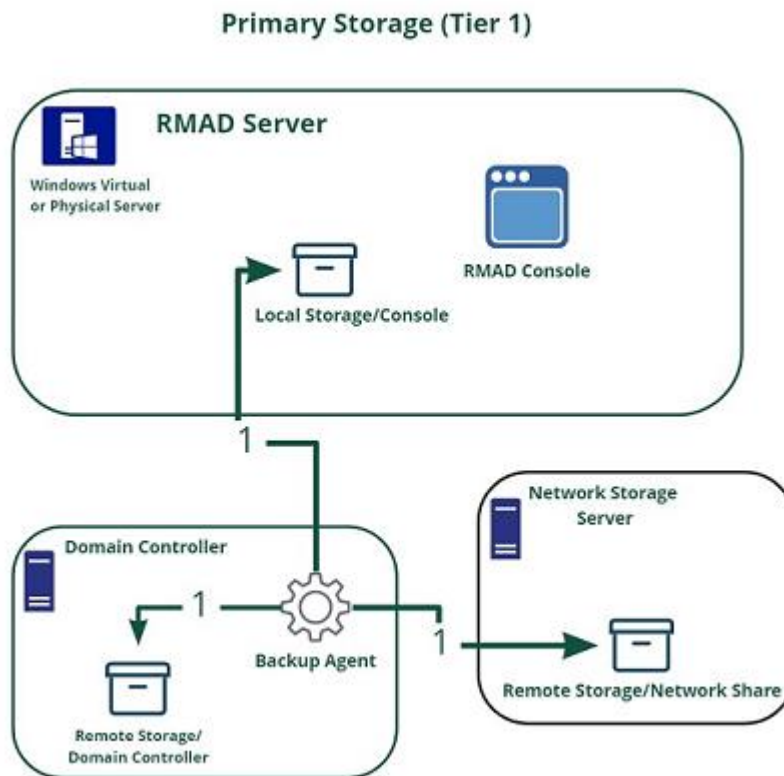 Primary Storage (Tier 1)
RMAD Server
Windows Virtual
or Physical Server
RMAD Console
Local Storage/Console
1
Network Storage
Server
Domain Controller
1
1
Backup Agent
Remote Storage/Network Share
Remote Storage/
Domain Controller